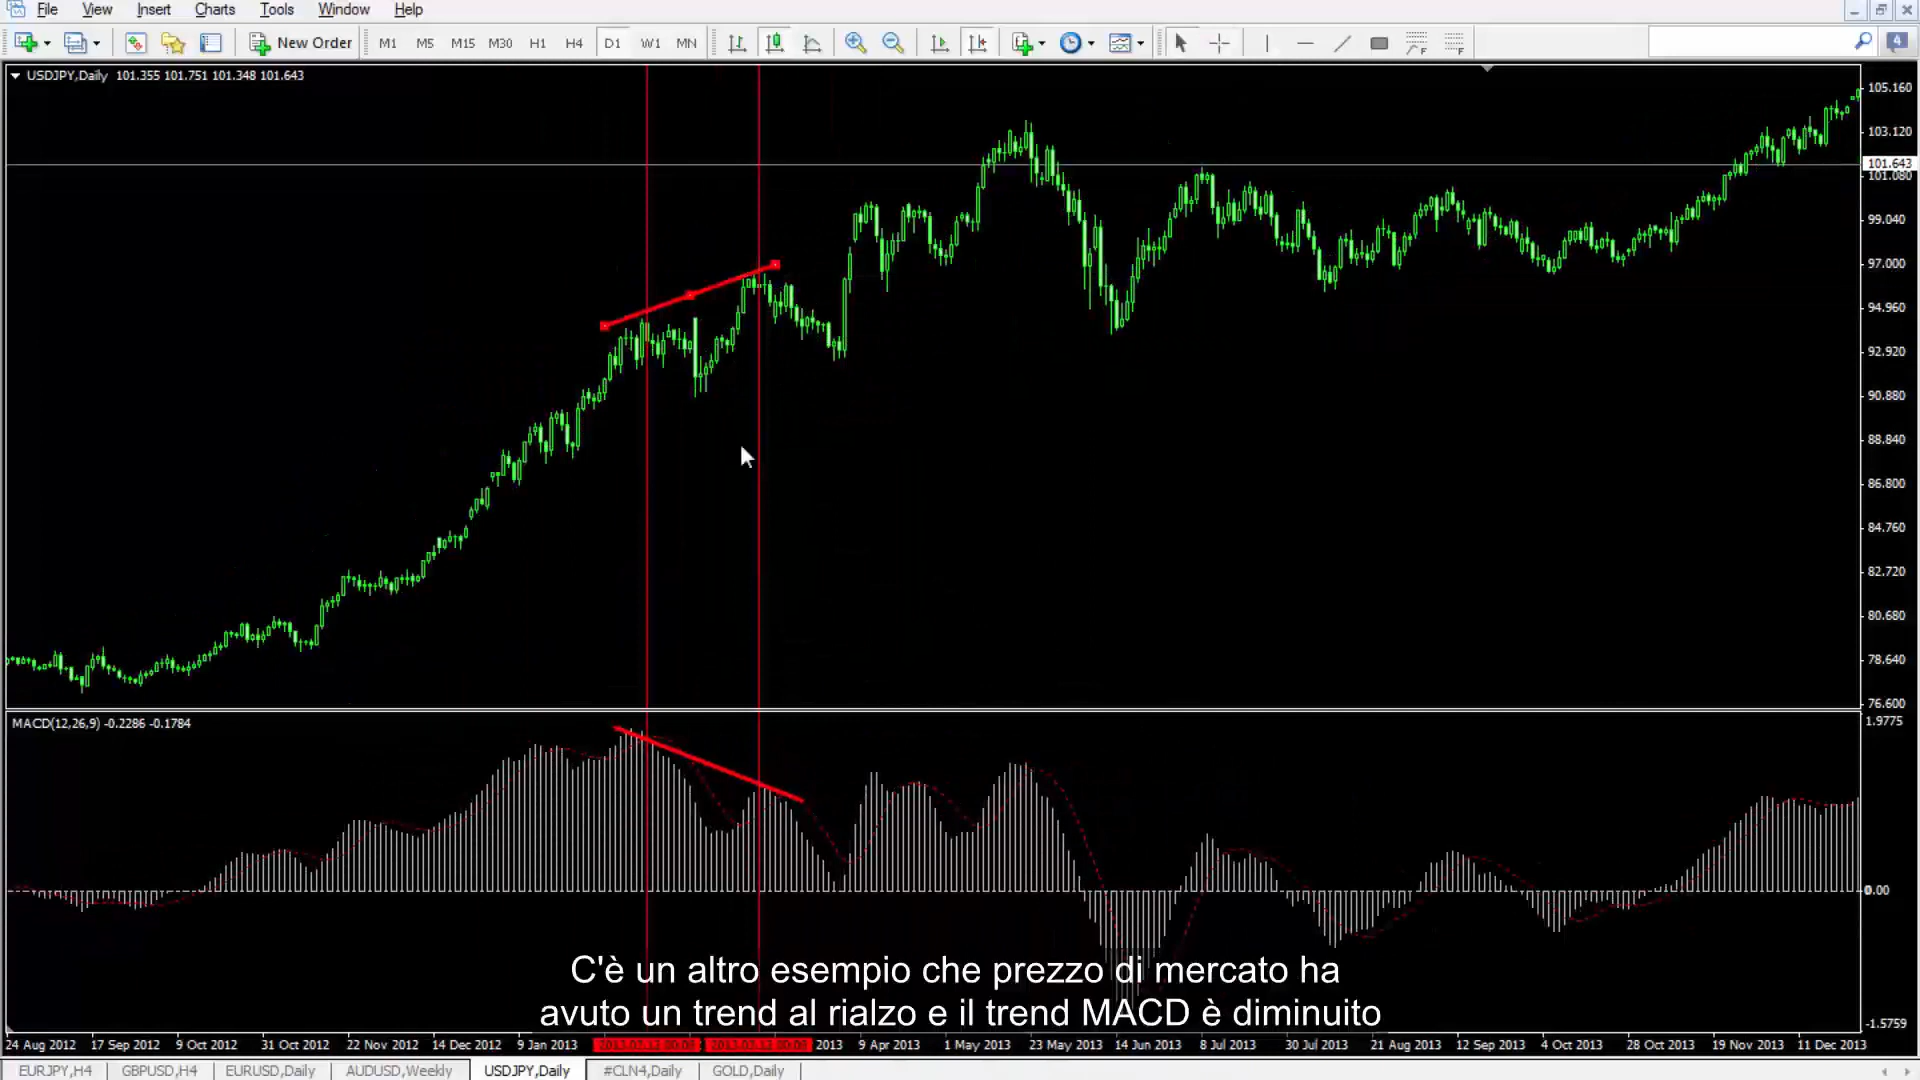 File View Insert Charts Tools Window Help
New Order M1 M5 M15 M30 H1 H4 D1 W1 MN 4
USDJPY,Daily 101.355 101.751 101.348 101.643
105.160
103.120
101.643
101.080
99.040
97.000
94.960
92.920
90.880
88.840
86.800
84.760
82.720
80.680
78.640
76.600
MACD(12,26,9) -0.2286 -0.1784
1.9775
0.00
-1.5759
C'è un altro esempio che prezzo di mercato ha
avuto un trend al rialzo e il trend MACD è diminuito
24 Aug 2012 17 Sep 2012 9 Oct 2012 31 Oct 2012 22 Nov 2012 14 Dec 2012 9 Jan 2013 2013 9 Apr 2013 1 May 2013 23 May 2013 14 Jun 2013 8 Jul 2013 30 Jul 2013 21 Aug 2013 12 Sep 2013 4 Oct 2013 28 Oct 2013 19 Nov 2013 11 Dec 2013
EURJPY,H4 GBPUSD,H4 EURUSD,Daily AUDUSD,Weekly USDJPY,Daily #CLN4,Daily GOLD,Daily